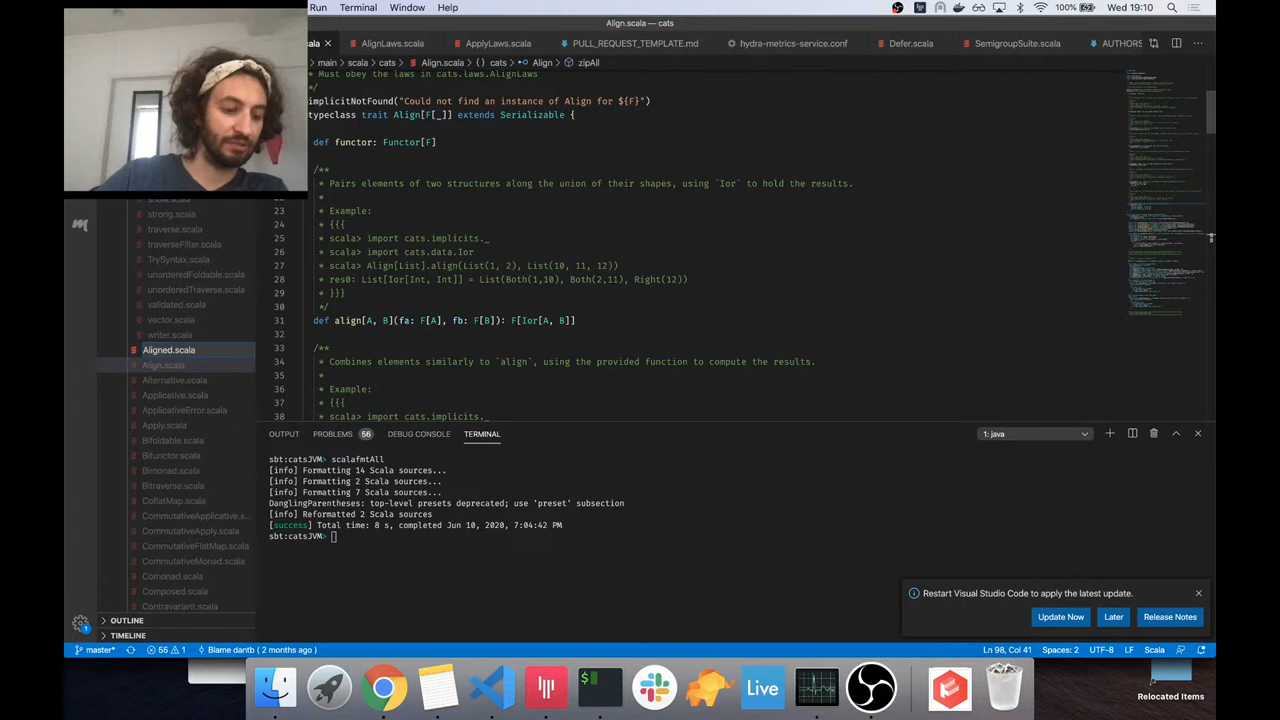 Run Terminal Window Help
100% Wed 19:10
Align.scala — cats
la AlignLaws.scala ApplyLaws.scala PULL_REQUEST_TEMPLATE.md hydra-metrics-service.conf Defer.scala SemigroupSuite.scala AUTHORS
main scala cats Align.scala {} cats Align zipAll
* Must obey the laws in cats.laws.AlignLaws
*/
implicitNotFound("Could not find an instance of Align for ${F}")
typeclass trait Align[F[_]] extends Serializable {
def functor: Functor[F]
/**
* Pairs elements of two structures along the union of their shapes, using `Ior` to hold the results.
23 *
Example:
24 * {{{
25 * scala> import cats.implicits._
26 * scala> import cats.data.Ior
27 * scala> Align[List].align(List(1, 2), List(10, 11, 12))
28 * res0: List[Ior[Int, Int]] = List(Both(1,10), Both(2,11), Right(12))
29 * }}}
30 */
31 def align[A, B](fa: F[A], fb: F[B]): F[Ior[A, B]]
32
33 /**
34 * Combines elements similarly to `align`, using the provided function to compute the results.
35 *
36 * Example:
37 * {{{
38 * scala> import cats.implicits._
show.scala
strong.scala
traverse.scala
traverseFilter.scala
TrySyntax.scala
unorderedFoldable.scala
unorderedTraverse.scala
validated.scala
vector.scala
writer.scala
Aligned.scala
Align.scala
Alternative.scala
Applicative.scala
ApplicativeError.scala
Apply.scala
Bifoldable.scala
Bifunctor.scala
Bimonad.scala
Bitraverse.scala
CoflatMap.scala
CommutativeApplicative.s...
CommutativeApply.scala
CommutativeFlatMap.scala
CommutativeMonad.scala
Comonad.scala
Composed.scala
Contravariant.scala
OUTLINE
TIMELINE
OUTPUT PROBLEMS 56 DEBUG CONSOLE TERMINAL 1: java
sbt:catsJVM> scalafmtAll
[info] Formatting 14 Scala sources...
[info] Formatting 2 Scala sources...
[info] Formatting 7 Scala sources...
DanglingParentheses: top-level presets deprecated; use 'preset' subsection
[info] Reformatted 2 Scala sources
[success] Total time: 8 s, completed Jun 10, 2020, 7:04:42 PM
sbt:catsJVM>
Restart Visual Studio Code to apply the latest update.
Update Now Later Release Notes
1
master* 55 1 Blame dantb ( 2 months ago ) Ln 98, Col 41 Spaces: 2 UTF-8 LF Scala
$
Live
Relocated Items